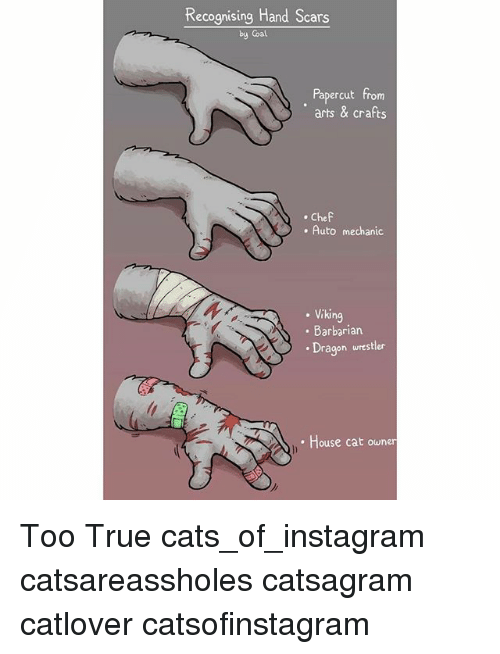 Recognising Hand Scars
by Coal
Papercut from
• arts & crafts
• Chef
• Auto mechanic
• Viking
• Barbarian
• Dragon wrestler
• House cat owner
Too True cats_of_instagram
catsareassholes catsagram
catlover catsofinstagram